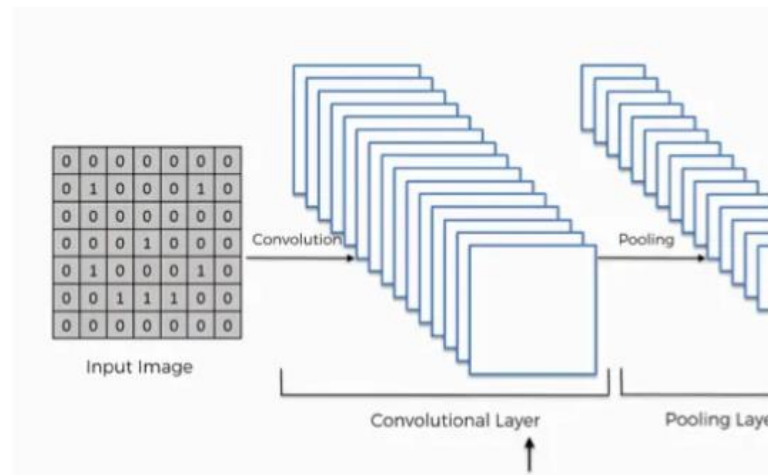 0 0 0 0 0 0 0
0 1 0 0 0 1 0
0 0 0 0 0 0 0
0 0 0 1 0 0 0
0 1 0 0 0 1 0
0 0 1 1 1 0 0
0 0 0 0 0 0 0
Convolution
Pooling
Input Image
Convolutional Layer
Pooling Laye